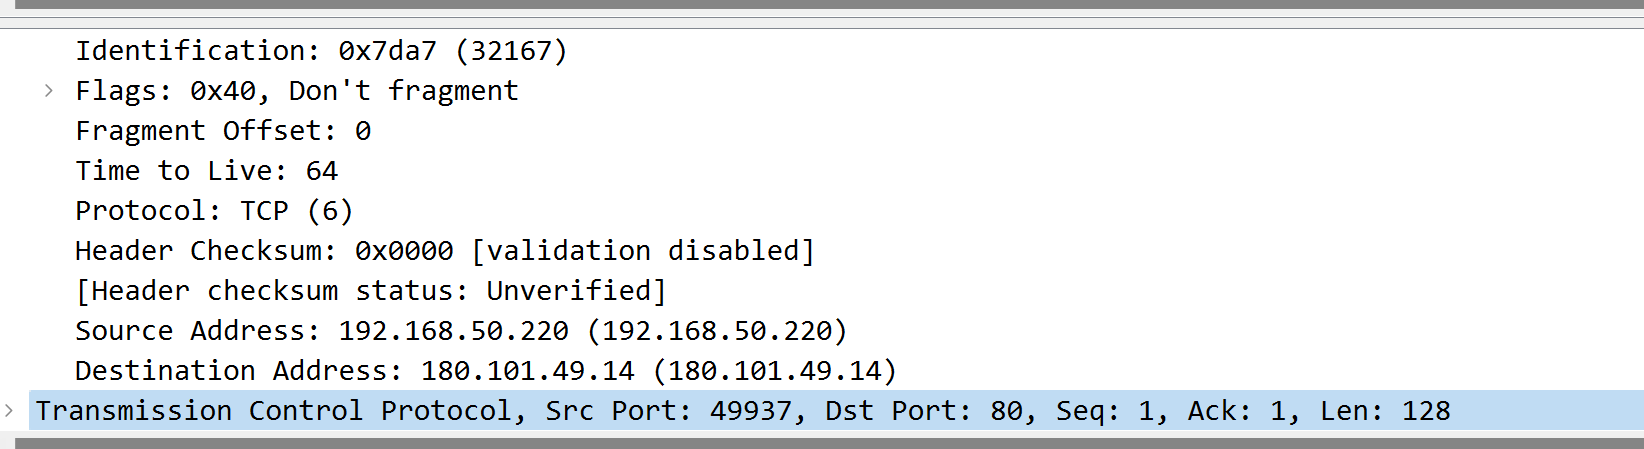 Identification: 0x7da7 (32167)
Flags: 0x40, Don't fragment
Fragment Offset: 0
Time to Live: 64
Protocol: TCP (6)
Header Checksum: 0x0000 [validation disabled]
[Header checksum status: Unverified]
Source Address: 192.168.50.220 (192.168.50.220)
Destination Address: 180.101.49.14 (180.101.49.14)
Transmission Control Protocol, Src Port: 49937, Dst Port: 80, Seq: 1, Ack: 1, Len: 128